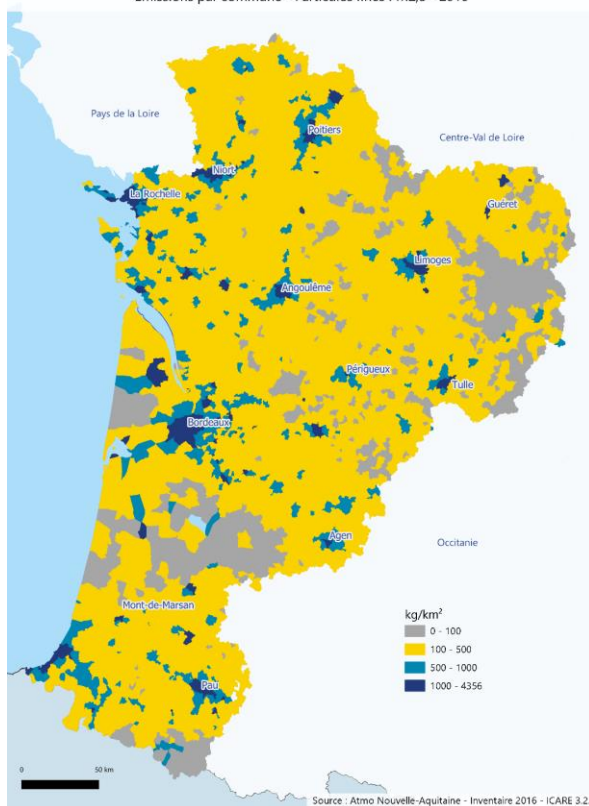 Emissions par commune - Particules fines PM2,5 - 2016
Pays de la Loire
Poitiers
Centre-Val de Loire
Niort
La Rochelle
Guéret
Limoges
Angoulême
Périgueux
Tulle
Bordeaux
Agen
Occitanie
Mont-de-Marsan
kg/km²
0 - 100
100 - 500
500 - 1000
1000 - 4356
Pau
0 50 km
Source : Atmo Nouvelle-Aquitaine - Inventaire 2016 - ICARE 3.2